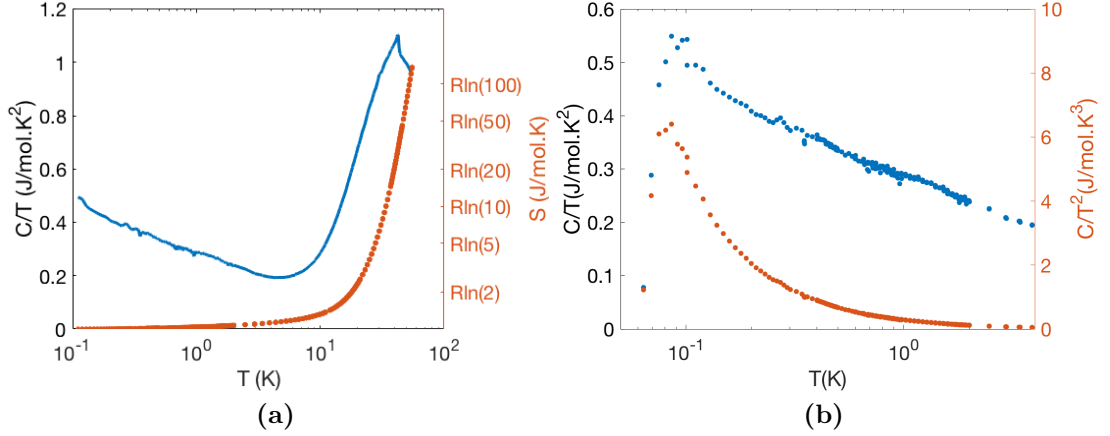 1.2
1
0.8
0.6
0.4
0.2
0
C/T (J/mol.K²)
10⁻¹
10⁰
10¹
10²
T (K)
Rln(100)
Rln(50)
Rln(20)
Rln(10)
Rln(5)
Rln(2)
S (J/mol.K)
(a)
0.6
0.5
0.4
0.3
0.2
0.1
0
C/T(J/mol.K²)
10⁻¹
10⁰
T(K)
10
8
6
4
2
0
C/T²(J/mol.K³)
(b)